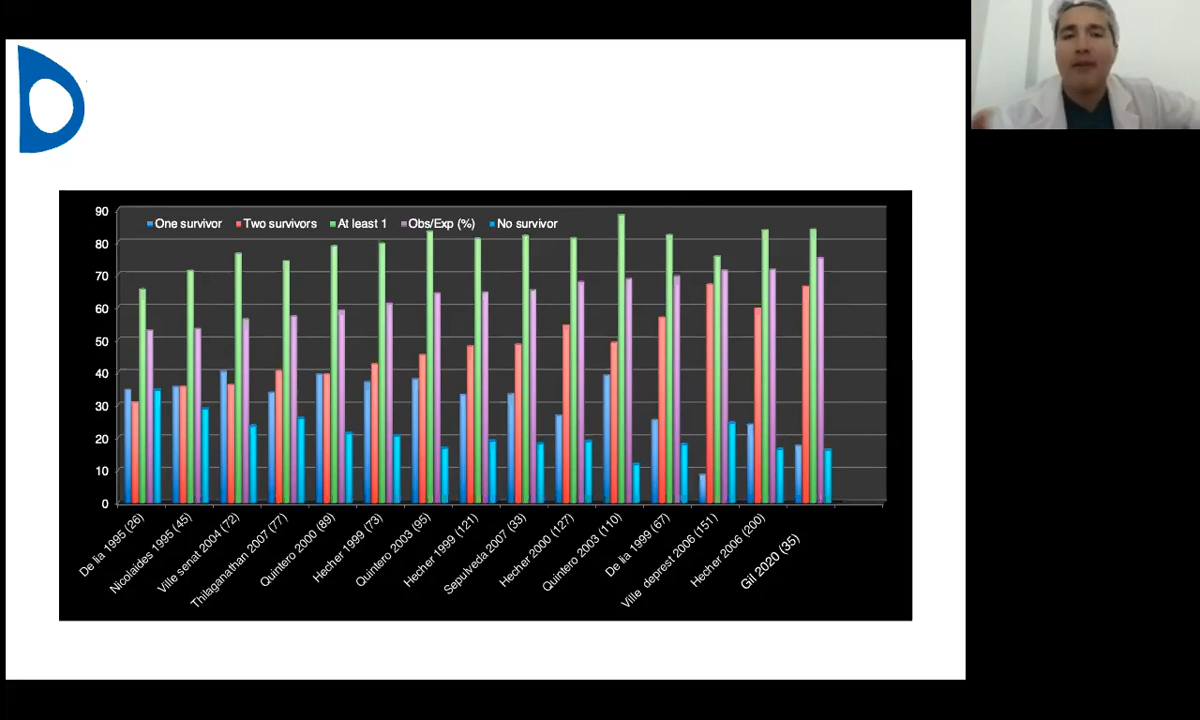 One survivor Two survivors At least 1 Obs/Exp (%) No survivor
90
80
70
60
50
40
30
20
10
0
De lia 1995 (26)
Nicolaides 1995 (45)
Ville senat 2004 (72)
Thilaganathan 2007 (77)
Quintero 2000 (89)
Hecher 1999 (73)
Quintero 2003 (95)
Hecher 1999 (121)
Sepulveda 2007 (33)
Hecher 2000 (127)
Quintero 2003 (110)
De lia 1999 (67)
Ville deprest 2006 (151)
Hecher 2006 (200)
Gil 2020 (35)